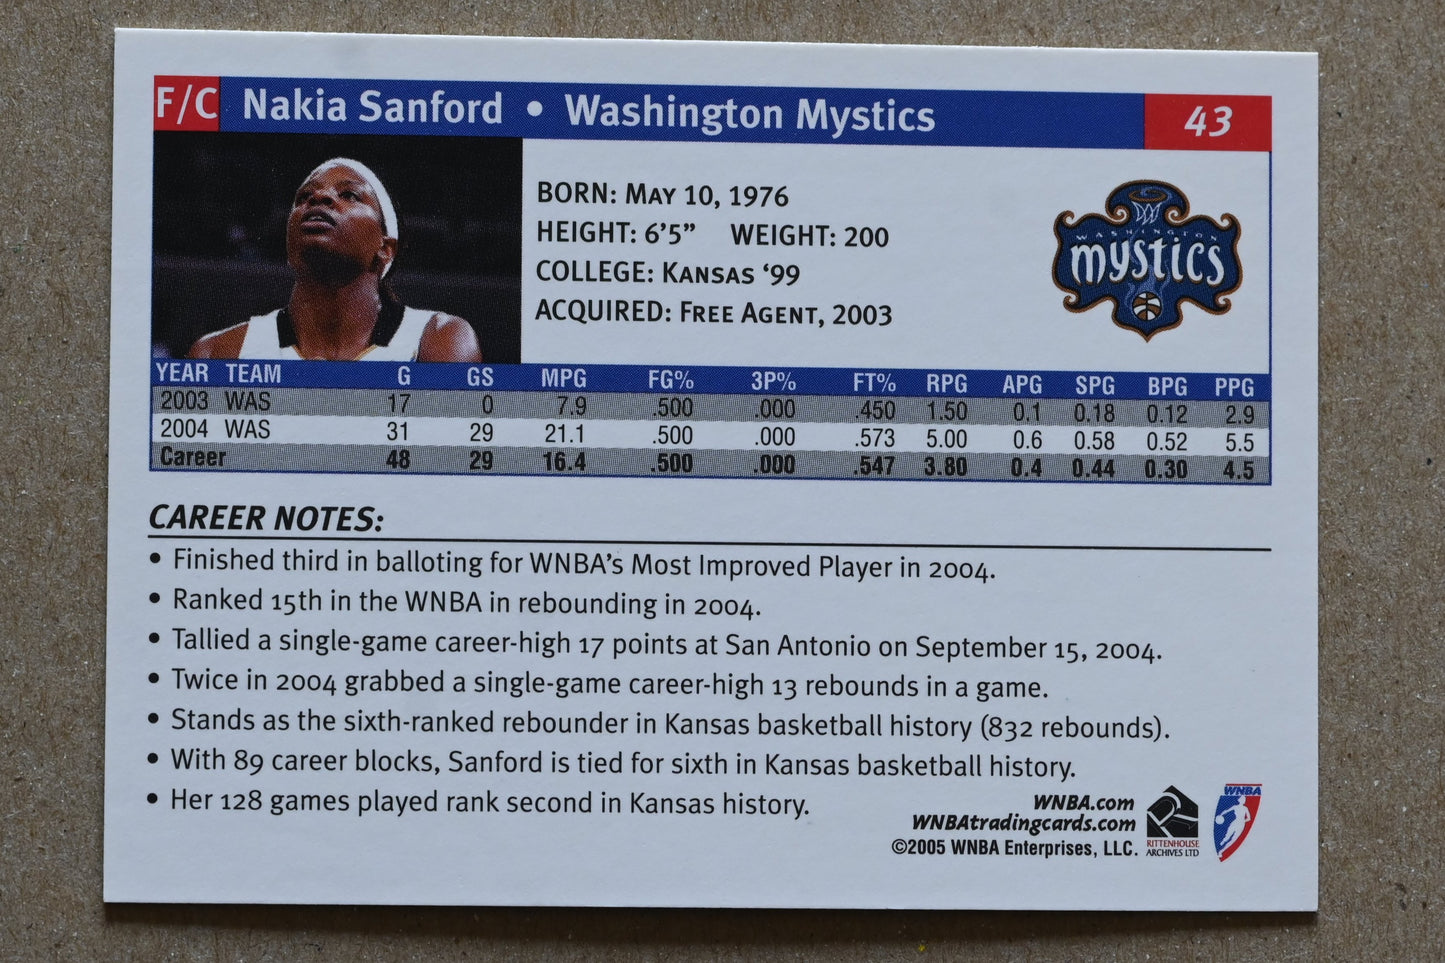 F/C Nakia Sanford • Washington Mystics 43
BORN: MAY 10, 1976
HEIGHT: 6'5” WEIGHT: 200
COLLEGE: KANSAS ‘99
ACQUIRED: FREE AGENT, 2003
WASHINGTON
mystics
YEAR TEAM G GS MPG FG% 3P% FT% RPG APG SPG BPG PPG
2003 WAS 17 0 7.9 .500 .000 .450 1.50 0.1 0.18 0.12 2.9
2004 WAS 31 29 21.1 .500 .000 .573 5.00 0.6 0.58 0.52 5.5
Career 48 29 16.4 .500 .000 .547 3.80 0.4 0.44 0.30 4.5
CAREER NOTES:
• Finished third in balloting for WNBA's Most Improved Player in 2004.
• Ranked 15th in the WNBA in rebounding in 2004.
• Tallied a single-game career-high 17 points at San Antonio on September 15, 2004.
• Twice in 2004 grabbed a single-game career-high 13 rebounds in a game.
• Stands as the sixth-ranked rebounder in Kansas basketball history (832 rebounds).
• With 89 career blocks, Sanford is tied for sixth in Kansas basketball history.
• Her 128 games played rank second in Kansas history.
WNBA.com
WNBAtradingcards.com
©2005 WNBA Enterprises, LLC.
RITTENHOUSE
ARCHIVES LTD
WNBA